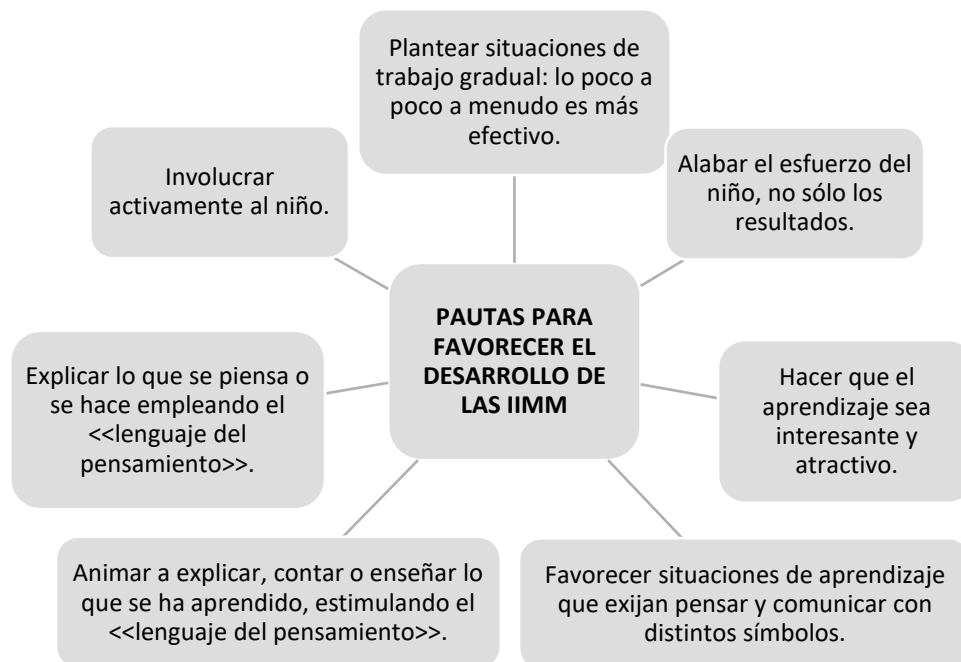 Plantear situaciones de
trabajo gradual: lo poco a
poco a menudo es más
efectivo.
Alabar el esfuerzo del
niño, no sólo los
resultados.
Involucrar
activamente al niño.
PAUTAS PARA
FAVORECER EL
DESARROLLO DE
LAS IIMM
Hacer que el
aprendizaje sea
interesante y
atractivo.
Explicar lo que se piensa o
se hace empleando el
<<lenguaje del
pensamiento>>.
Favorecer situaciones de aprendizaje
que exijan pensar y comunicar con
distintos símbolos.
Animar a explicar, contar o enseñar lo
que se ha aprendido, estimulando el
<<lenguaje del pensamiento>>.